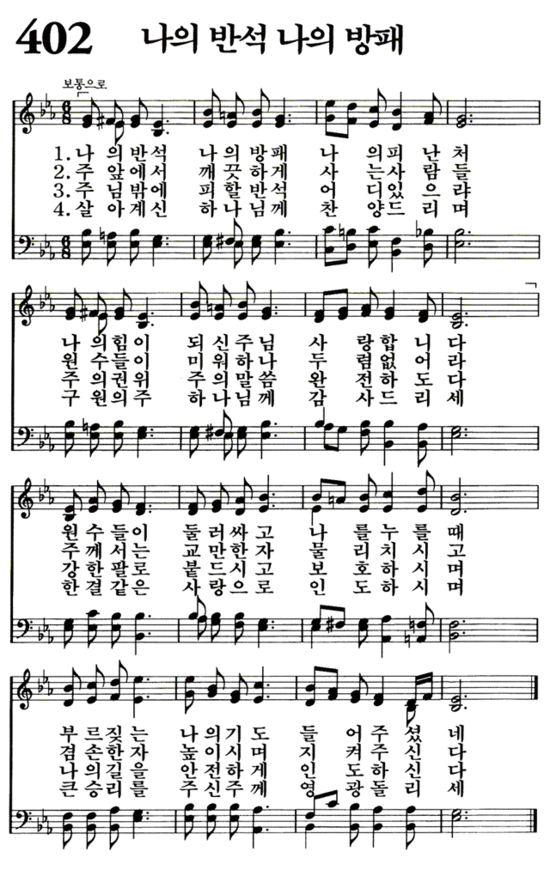 402 나의 반석 나의 방패
보통으로
1. 나 의반석 나의방패 나 의피난처
2. 주 앞에서 깨끗하게 사 는사람들
3. 주 님밖에 피할반석 어 디있으랴
4. 살 아계신 하나님께 찬 양드리며
나 의힘이 되신주님 사 랑합니다
원 수들이 미워하나 두 렴없어라
주 의권위 주의말씀 완 전하도다
구 원의주 하나님께 감 사드리세
원 수들이 둘러싸고 나 를누를때
주 께서는 교만한자 물 리치시고
강 한팔로 붙드시고 보 호하시며
한 결같은 사랑으로 인 도하시며
부 르짖는 나의기도 들 어주셨네
겸 손한자 높이시며 지 켜주신다
나 의길을 안전하게 인 도하신다
큰 승리를 주신주께 영 광돌리세